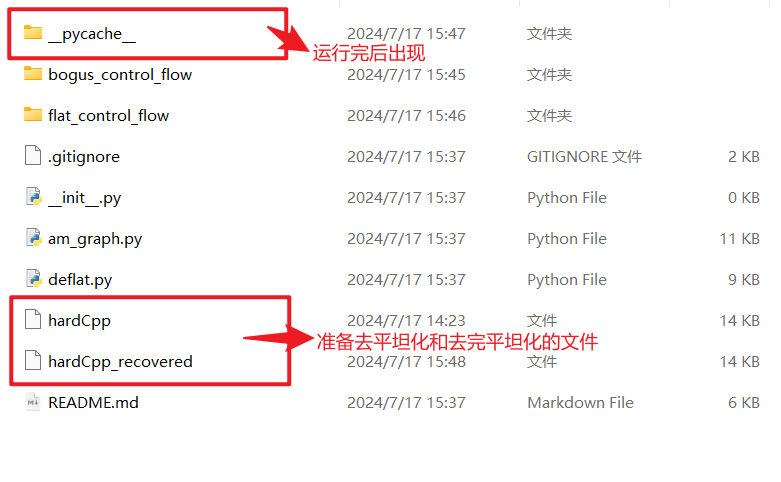 __pycache__ 2024/7/17 15:47 文件夹
运行完后出现
bogus_control_flow 2024/7/17 15:45 文件夹
flat_control_flow 2024/7/17 15:46 文件夹
.gitignore 2024/7/17 15:37 GITIGNORE 文件 2 KB
__init__.py 2024/7/17 15:37 Python File 0 KB
am_graph.py 2024/7/17 15:37 Python File 11 KB
deflat.py 2024/7/17 15:37 Python File 9 KB
hardCpp 2024/7/17 14:23 文件 14 KB
准备去平坦化和去完平坦化的文件
hardCpp_recovered 2024/7/17 15:48 文件 14 KB
README.md 2024/7/17 15:37 Markdown File 6 KB